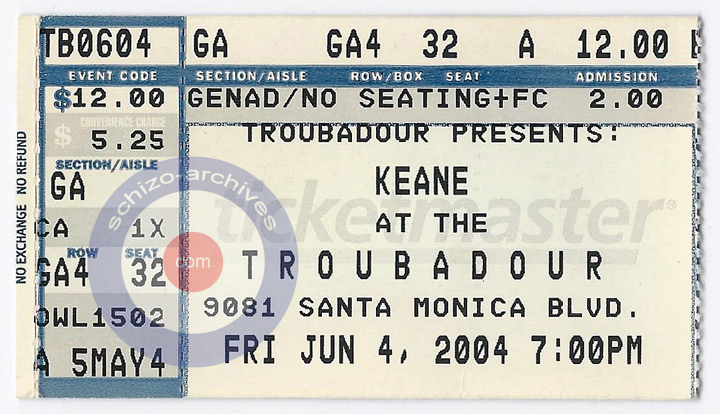 TB0604 GA GA4 32 A 12.00
EVENT CODE SECTION/AISLE ROW/BOX SEAT ADMISSION
$12.00 GENAD/NO SEATING+FC 2.00
CONVENIENCE CHARGE
$ 5.25
SECTION/AISLE
GA
CA 1X
ROW SEAT
GA4 32
OWL1502
A 5MAY4
NO EXCHANGE NO REFUND
TROUBADOUR PRESENTS:
KEANE
AT THE
TROUBADOUR
9081 SANTA MONICA BLVD.
FRI JUN 4, 2004 7:00PM
ticketmaster®
schizo-archives
.com